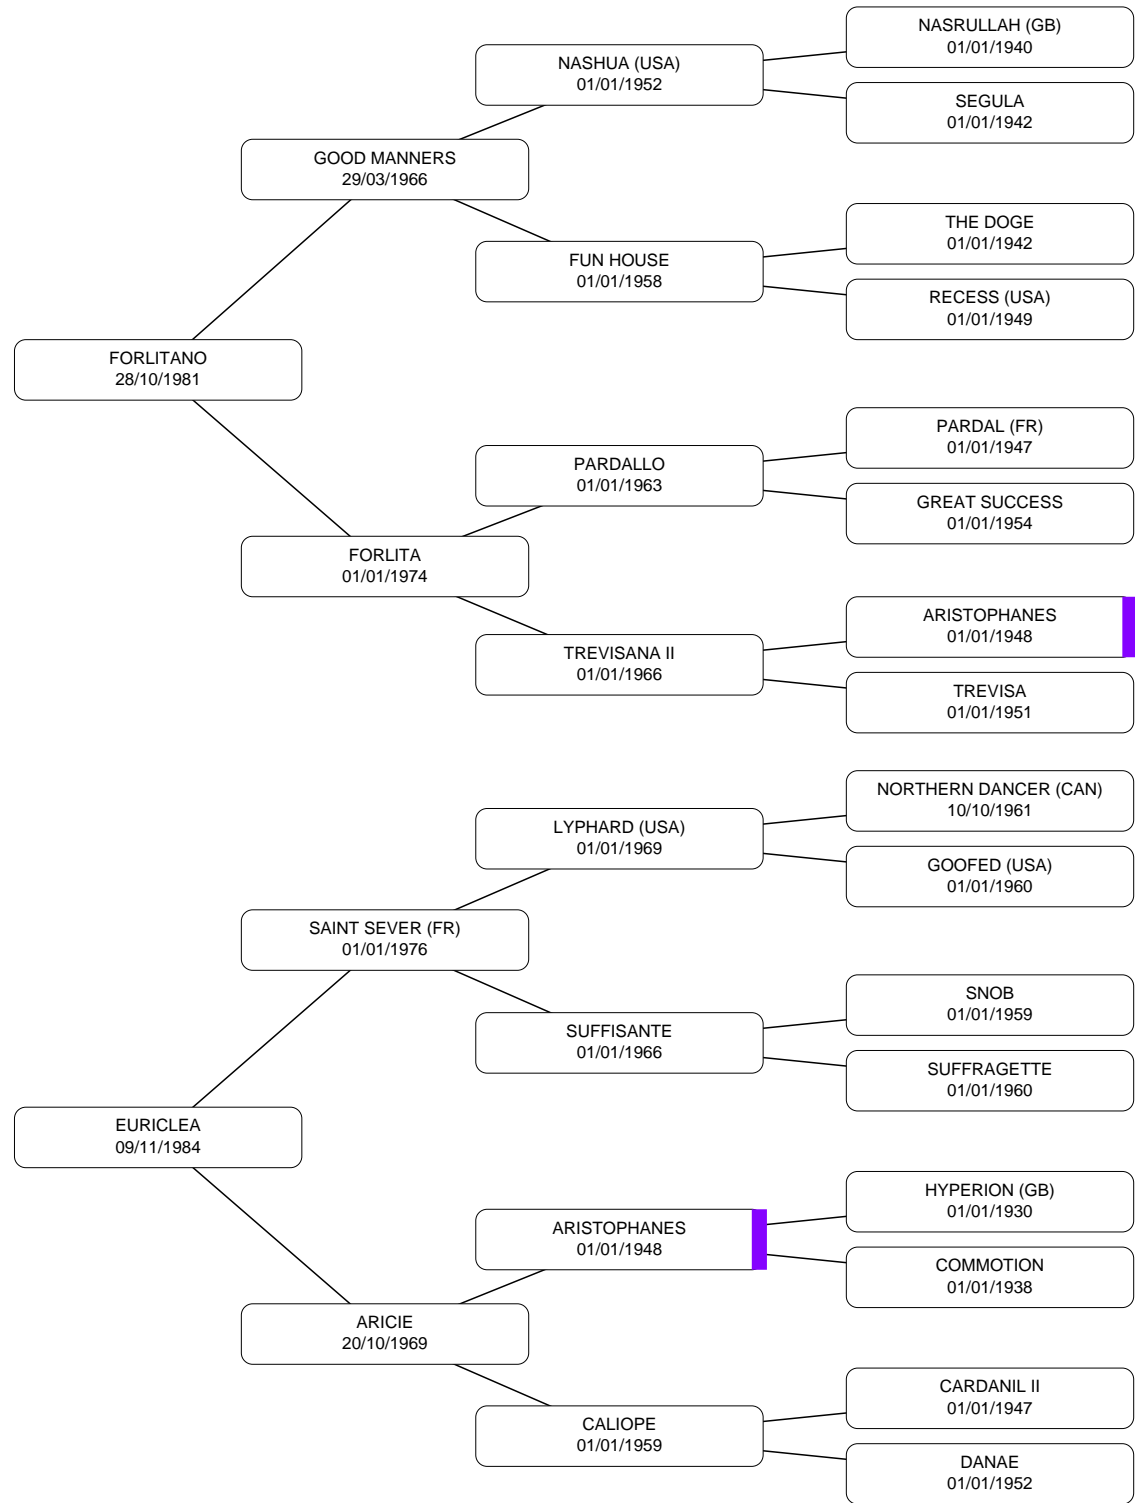 NASRULLAH (GB)
01/01/1940
NASHUA (USA)
01/01/1952
SEGULA
01/01/1942
GOOD MANNERS
29/03/1966
THE DOGE
01/01/1942
FUN HOUSE
01/01/1958
RECESS (USA)
01/01/1949
FORLITANO
28/10/1981
PARDAL (FR)
01/01/1947
PARDALLO
01/01/1963
GREAT SUCCESS
01/01/1954
FORLITA
01/01/1974
ARISTOPHANES
01/01/1948
TREVISANA II
01/01/1966
TREVISA
01/01/1951
NORTHERN DANCER (CAN)
10/10/1961
LYPHARD (USA)
01/01/1969
GOOFED (USA)
01/01/1960
SAINT SEVER (FR)
01/01/1976
SNOB
01/01/1959
SUFFISANTE
01/01/1966
SUFFRAGETTE
01/01/1960
EURICLEA
09/11/1984
HYPERION (GB)
01/01/1930
ARISTOPHANES
01/01/1948
COMMOTION
01/01/1938
ARICIE
20/10/1969
CARDANIL II
01/01/1947
CALIOPE
01/01/1959
DANAE
01/01/1952